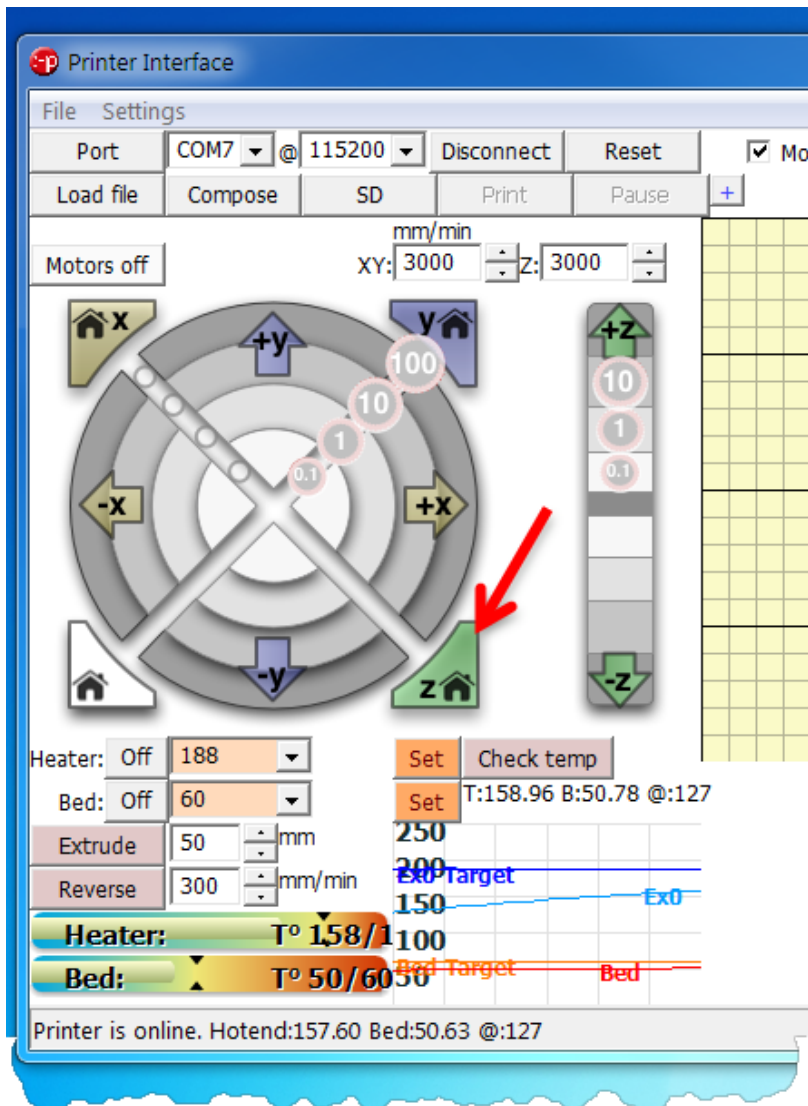 Printer Interface
File Settings
Port COM7 @ 115200 Disconnect Reset Mo
Load file Compose SD Print Pause +
mm/min
Motors off XY: 3000 Z: 3000
x +y y +z
100 10
10
1 1
0.1 0.1
-x +x
-y z -z
Heater: Off 188 Set Check temp
Bed: Off 60 Set T:158.96 B:50.78 @:127
Extrude 50 mm
Reverse 300 mm/min
250
200
Ex0 Target
150 Ex0
100
Bed Target Bed
50
Heater: Tº 158/1
Bed: Tº 50/60
Printer is online. Hotend:157.60 Bed:50.63 @:127